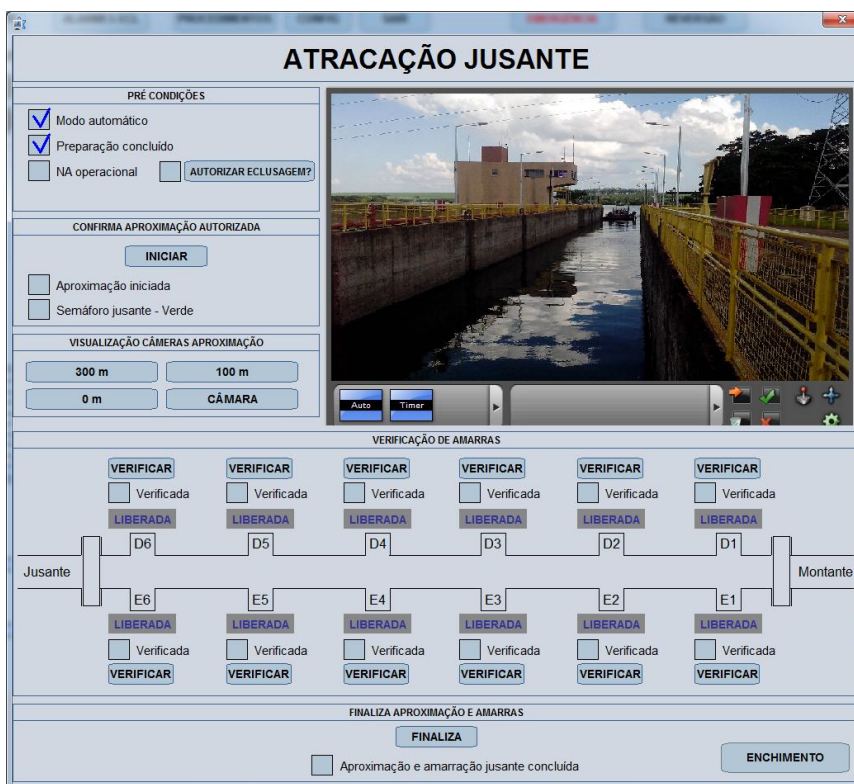 ATRACAÇÃO JUSANTE
PRÉ CONDIÇÕES
Modo automático
Preparação concluído
NA operacional
AUTORIZAR ECLUSAGEM?
CONFIRMA APROXIMAÇÃO AUTORIZADA
INICIAR
Aproximação iniciada
Semáforo jusante - Verde
VISUALIZAÇÃO CÂMERAS APROXIMAÇÃO
300 m 100 m
0 m CÂMARA
Auto Timer
VERIFICAÇÃO DE AMARRAS
VERIFICAR VERIFICAR VERIFICAR VERIFICAR VERIFICAR VERIFICAR
Verificada Verificada Verificada Verificada Verificada Verificada
LIBERADA LIBERADA LIBERADA LIBERADA LIBERADA LIBERADA
D6 D5 D4 D3 D2 D1
Jusante Montante
E6 E5 E4 E3 E2 E1
LIBERADA LIBERADA LIBERADA LIBERADA LIBERADA LIBERADA
Verificada Verificada Verificada Verificada Verificada Verificada
VERIFICAR VERIFICAR VERIFICAR VERIFICAR VERIFICAR VERIFICAR
FINALIZA APROXIMAÇÃO E AMARRAS
FINALIZA
Aproximação e amarração jusante concluída
ENCHIMENTO